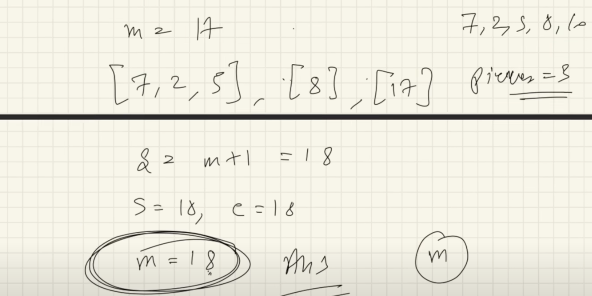 m = 17
7, 2, 5, 8, 10
[7, 2, 5], [8], [17]
pieces = 3
m+1 = 18
S = 18, e = 18
m = 18
Ans
m